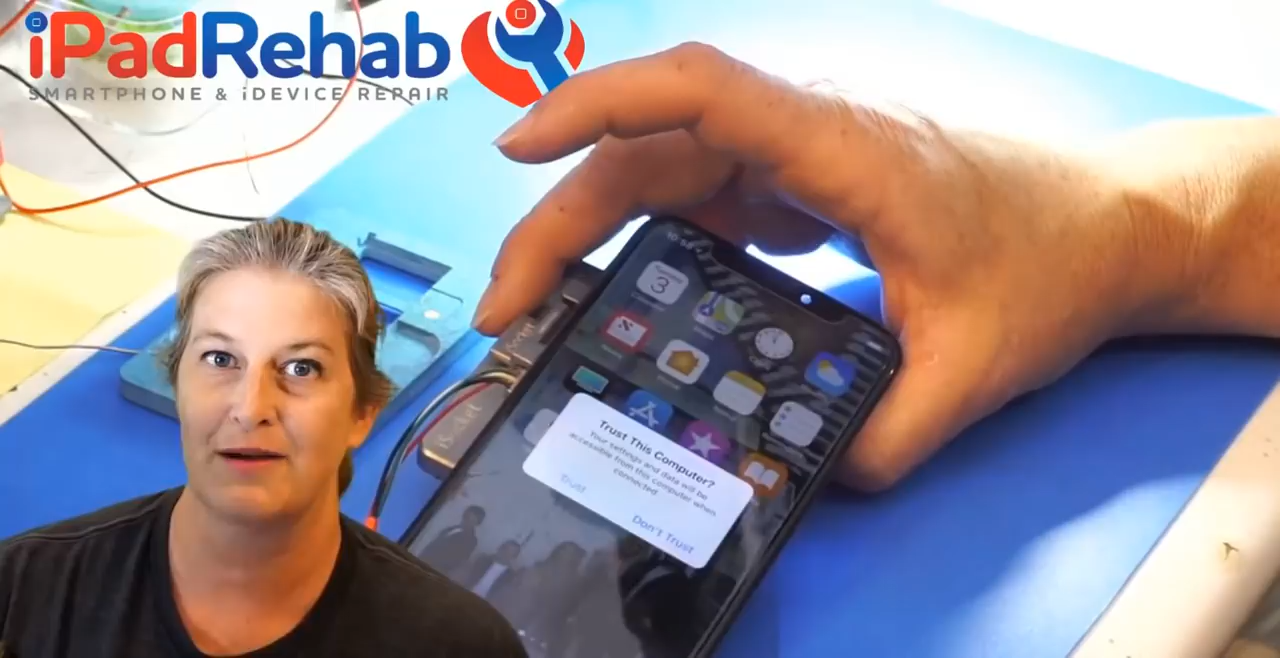 iPadRehab
SMARTPHONE & iDEVICE REPAIR
3
Trust This Computer?
Your settings and data will be
accessible from this computer when
connected.
Trust
Don't Trust
iSocket